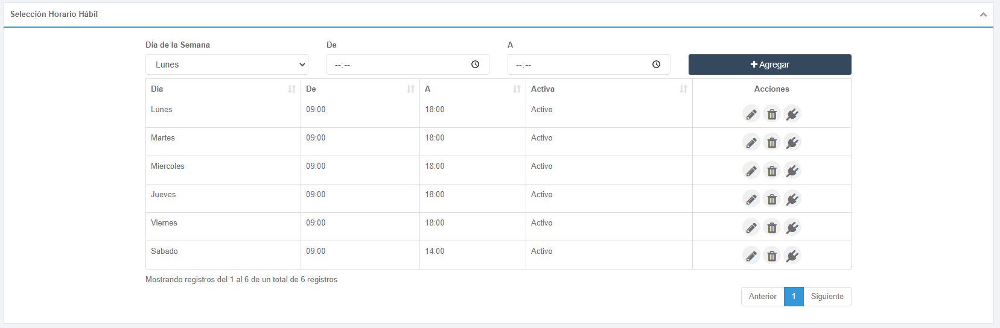 Selección Horario Hábil
Día de la Semana De A
Lunes --:-- --:-- Agregar
Día De A Activa Acciones
Lunes 09:00 18:00 Activo
Martes 09:00 18:00 Activo
Miercoles 09:00 18:00 Activo
Jueves 09:00 18:00 Activo
Viernes 09:00 18:00 Activo
Sabado 09:00 14:00 Activo
Mostrando registros del 1 al 6 de un total de 6 registros
Anterior 1 Siguiente